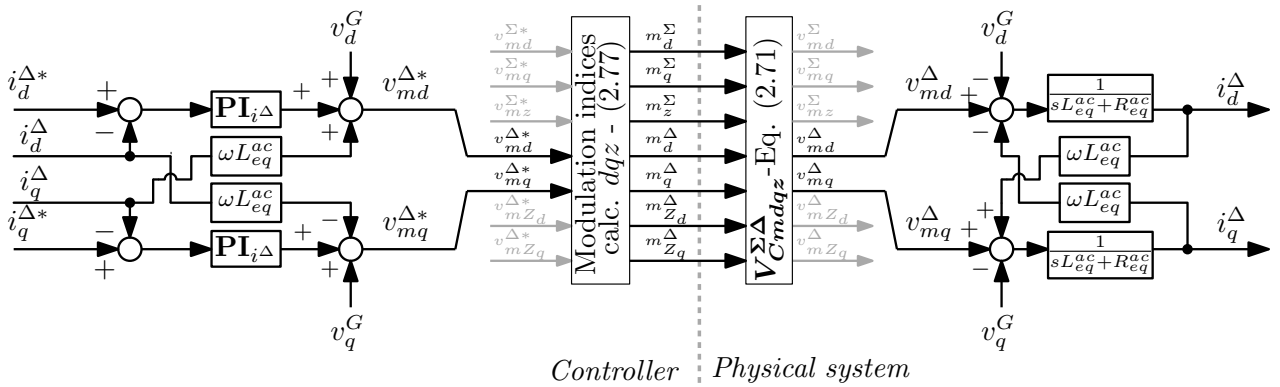 v_d^G
i_d^{Δ*} + − PI_{i^Δ} + + + v_{md}^{Δ*}
i_d^Δ
ωL_{eq}^{ac}
i_q^Δ
ωL_{eq}^{ac}
i_q^{Δ*} − + PI_{i^Δ} + − + v_{mq}^{Δ*}
v_q^G
v_{md}^{Σ*}
v_{mq}^{Σ*}
v_{mz}^{Σ*}
v_{md}^{Δ*}
v_{mq}^{Δ*}
v_{mZ_d}^{Δ*}
v_{mZ_q}^{Δ*}
Modulation indices
calc. dqz - (2.77)
m_d^Σ
m_q^Σ
m_z^Σ
m_d^Δ
m_q^Δ
m_{Z_d}^Δ
m_{Z_q}^Δ
V_{Cmdqz}^{ΣΔ}-Eq. (2.71)
v_{md}^Σ
v_{mq}^Σ
v_{mz}^Σ
v_{md}^Δ
v_{mq}^Δ
v_{mZ_d}^Δ
v_{mZ_q}^Δ
v_d^G
v_{md}^Δ − + − \frac{1}{sL_{eq}^{ac}+R_{eq}^{ac}} i_d^Δ
ωL_{eq}^{ac}
ωL_{eq}^{ac}
v_{mq}^Δ + + − \frac{1}{sL_{eq}^{ac}+R_{eq}^{ac}} i_q^Δ
v_q^G
Controller
Physical system